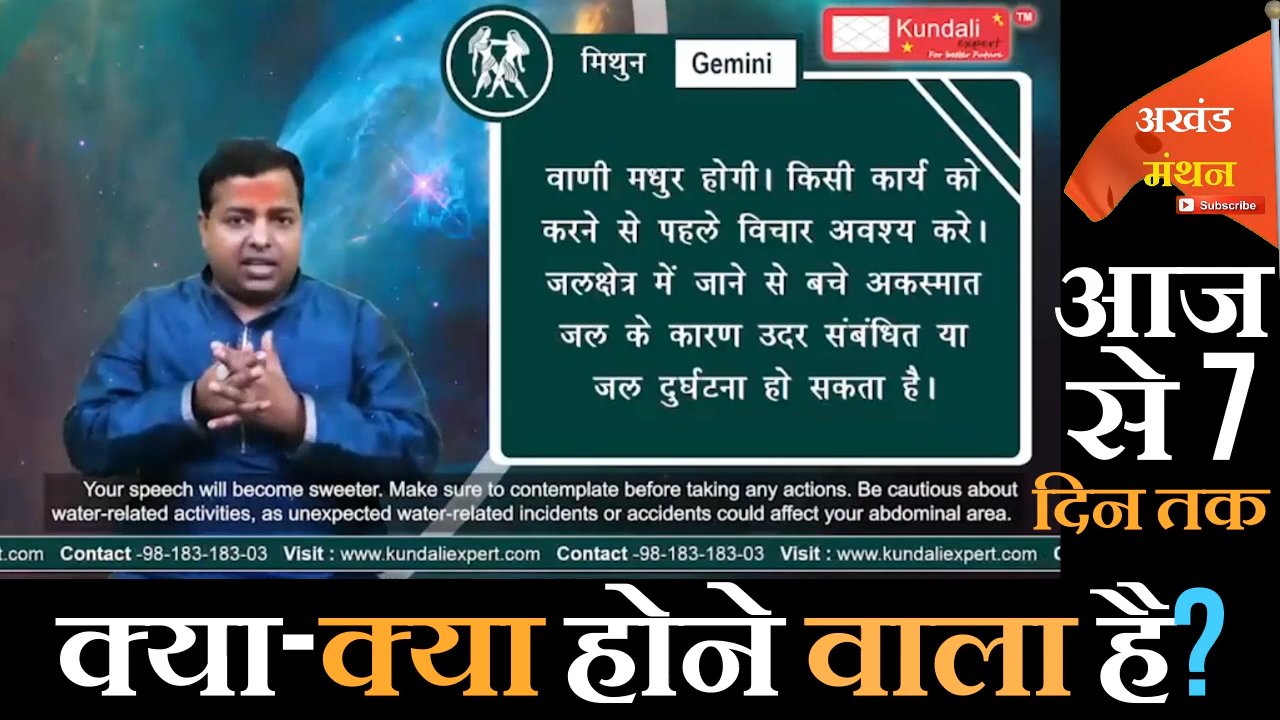 मिथुन
Gemini
Kundali
expert
For better Future
TM
वाणी मधुर होगी। किसी कार्य को
करने से पहले विचार अवश्य करे।
जलक्षेत्र में जाने से बचे अकस्मात
जल के कारण उदर संबंधित या
जल दुर्घटना हो सकता है।
अखंड
मंथन
Subscribe
आज
से 7
दिन तक
Your speech will become sweeter. Make sure to contemplate before taking any actions. Be cautious about
water-related activities, as unexpected water-related incidents or accidents could affect your abdominal area.
t.com Contact -98-183-183-03 Visit : www.kundaliexpert.com Contact -98-183-183-03 Visit : www.kundaliexpert.com C
क्या-क्या होने वाला है?